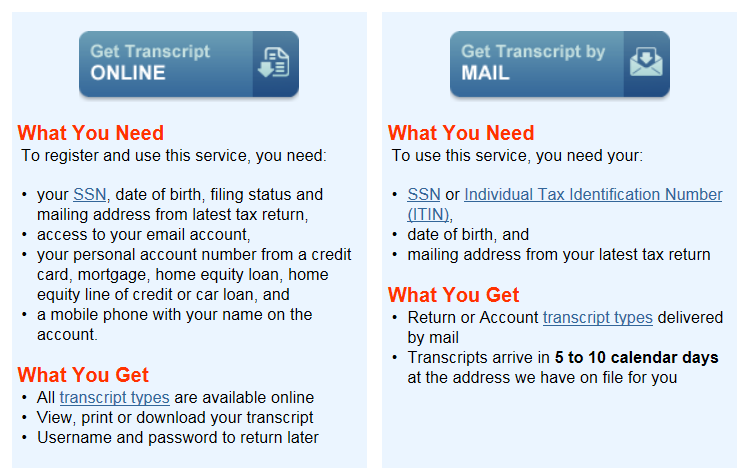 Get Transcript
ONLINE
What You Need
To register and use this service, you need:
• your SSN, date of birth, filing status and
mailing address from latest tax return,
• access to your email account,
• your personal account number from a credit
card, mortgage, home equity loan, home
equity line of credit or car loan, and
• a mobile phone with your name on the
account.
What You Get
• All transcript types are available online
• View, print or download your transcript
• Username and password to return later
Get Transcript by
MAIL
What You Need
To use this service, you need your:
• SSN or Individual Tax Identification Number
(ITIN),
• date of birth, and
• mailing address from your latest tax return
What You Get
• Return or Account transcript types delivered
by mail
• Transcripts arrive in 5 to 10 calendar days
at the address we have on file for you